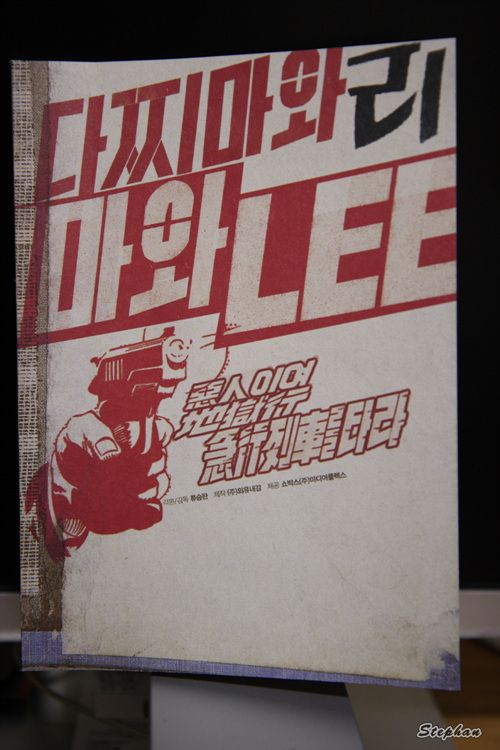 다찌마와리
마와LEE
惡人이여
地獄行
急行列車를 타라
각본/감독 류승완 제작 (주)외유내강 제공 쇼박스(주)미디어플렉스
Stephan